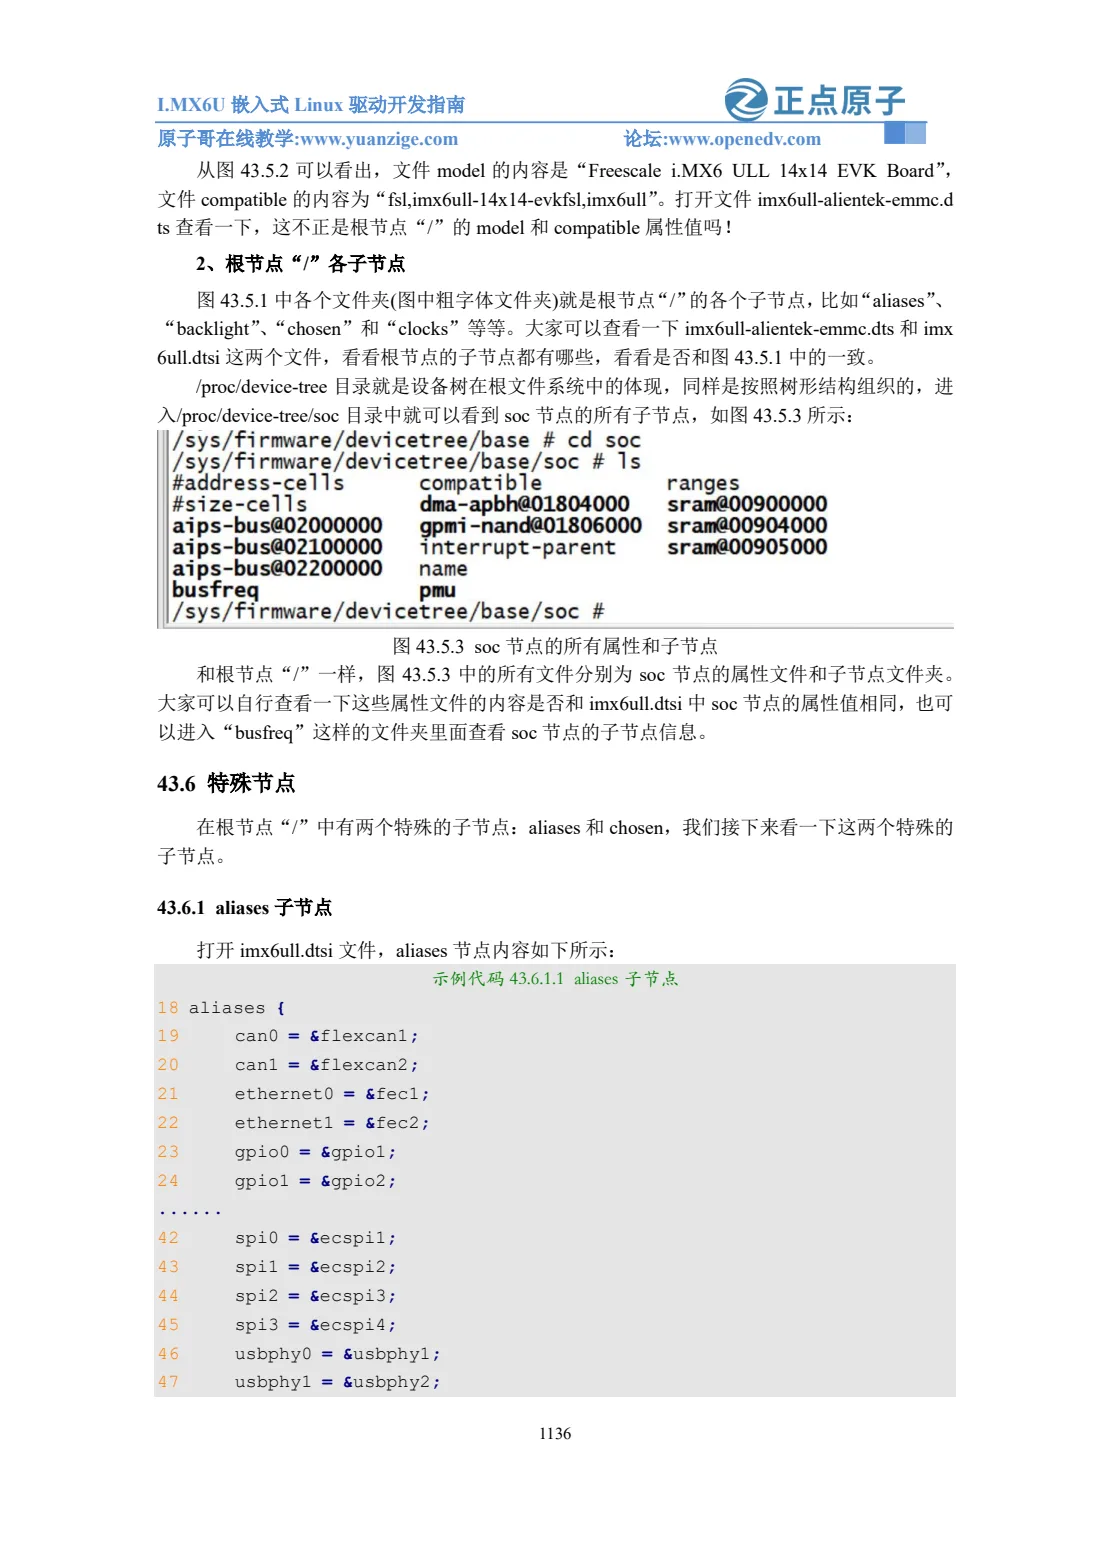 I.MX6U 嵌入式 Linux 驱动开发指南
正点原子
原子哥在线教学:www.yuanzige.com 论坛:www.openedv.com
从图 43.5.2 可以看出，文件 model 的内容是“Freescale i.MX6 ULL 14x14 EVK Board”，
文件 compatible 的内容为“fsl,imx6ull-14x14-evkfsl,imx6ull”。打开文件 imx6ull-alientek-emmc.d
ts 查看一下，这不正是根节点“/”的 model 和 compatible 属性值吗！
2、根节点“/”各子节点
图 43.5.1 中各个文件夹(图中粗字体文件夹)就是根节点“/”的各个子节点，比如“aliases”、
“backlight”、“chosen”和“clocks”等等。大家可以查看一下 imx6ull-alientek-emmc.dts 和 imx
6ull.dtsi 这两个文件，看看根节点的子节点都有哪些，看看是否和图 43.5.1 中的一致。
/proc/device-tree 目录就是设备树在根文件系统中的体现，同样是按照树形结构组织的，进
入/proc/device-tree/soc 目录中就可以看到 soc 节点的所有子节点，如图 43.5.3 所示：
/sys/firmware/devicetree/base # cd soc
/sys/firmware/devicetree/base/soc # ls
#address-cells compatible ranges
#size-cells dma-apbh@01804000 sram@00900000
aips-bus@02000000 gpmi-nand@01806000 sram@00904000
aips-bus@02100000 interrupt-parent sram@00905000
aips-bus@02200000 name
busfreq pmu
/sys/firmware/devicetree/base/soc #
图 43.5.3 soc 节点的所有属性和子节点
和根节点“/”一样，图 43.5.3 中的所有文件分别为 soc 节点的属性文件和子节点文件夹。
大家可以自行查看一下这些属性文件的内容是否和 imx6ull.dtsi 中 soc 节点的属性值相同，也可
以进入“busfreq”这样的文件夹里面查看 soc 节点的子节点信息。
43.6 特殊节点
在根节点“/”中有两个特殊的子节点：aliases 和 chosen，我们接下来看一下这两个特殊的
子节点。
43.6.1 aliases 子节点
打开 imx6ull.dtsi 文件，aliases 节点内容如下所示：
示例代码 43.6.1.1 aliases 子节点
18 aliases {
19 can0 = &flexcan1;
20 can1 = &flexcan2;
21 ethernet0 = &fec1;
22 ethernet1 = &fec2;
23 gpio0 = &gpio1;
24 gpio1 = &gpio2;
......
42 spi0 = &ecspi1;
43 spi1 = &ecspi2;
44 spi2 = &ecspi3;
45 spi3 = &ecspi4;
46 usbphy0 = &usbphy1;
47 usbphy1 = &usbphy2;
1136